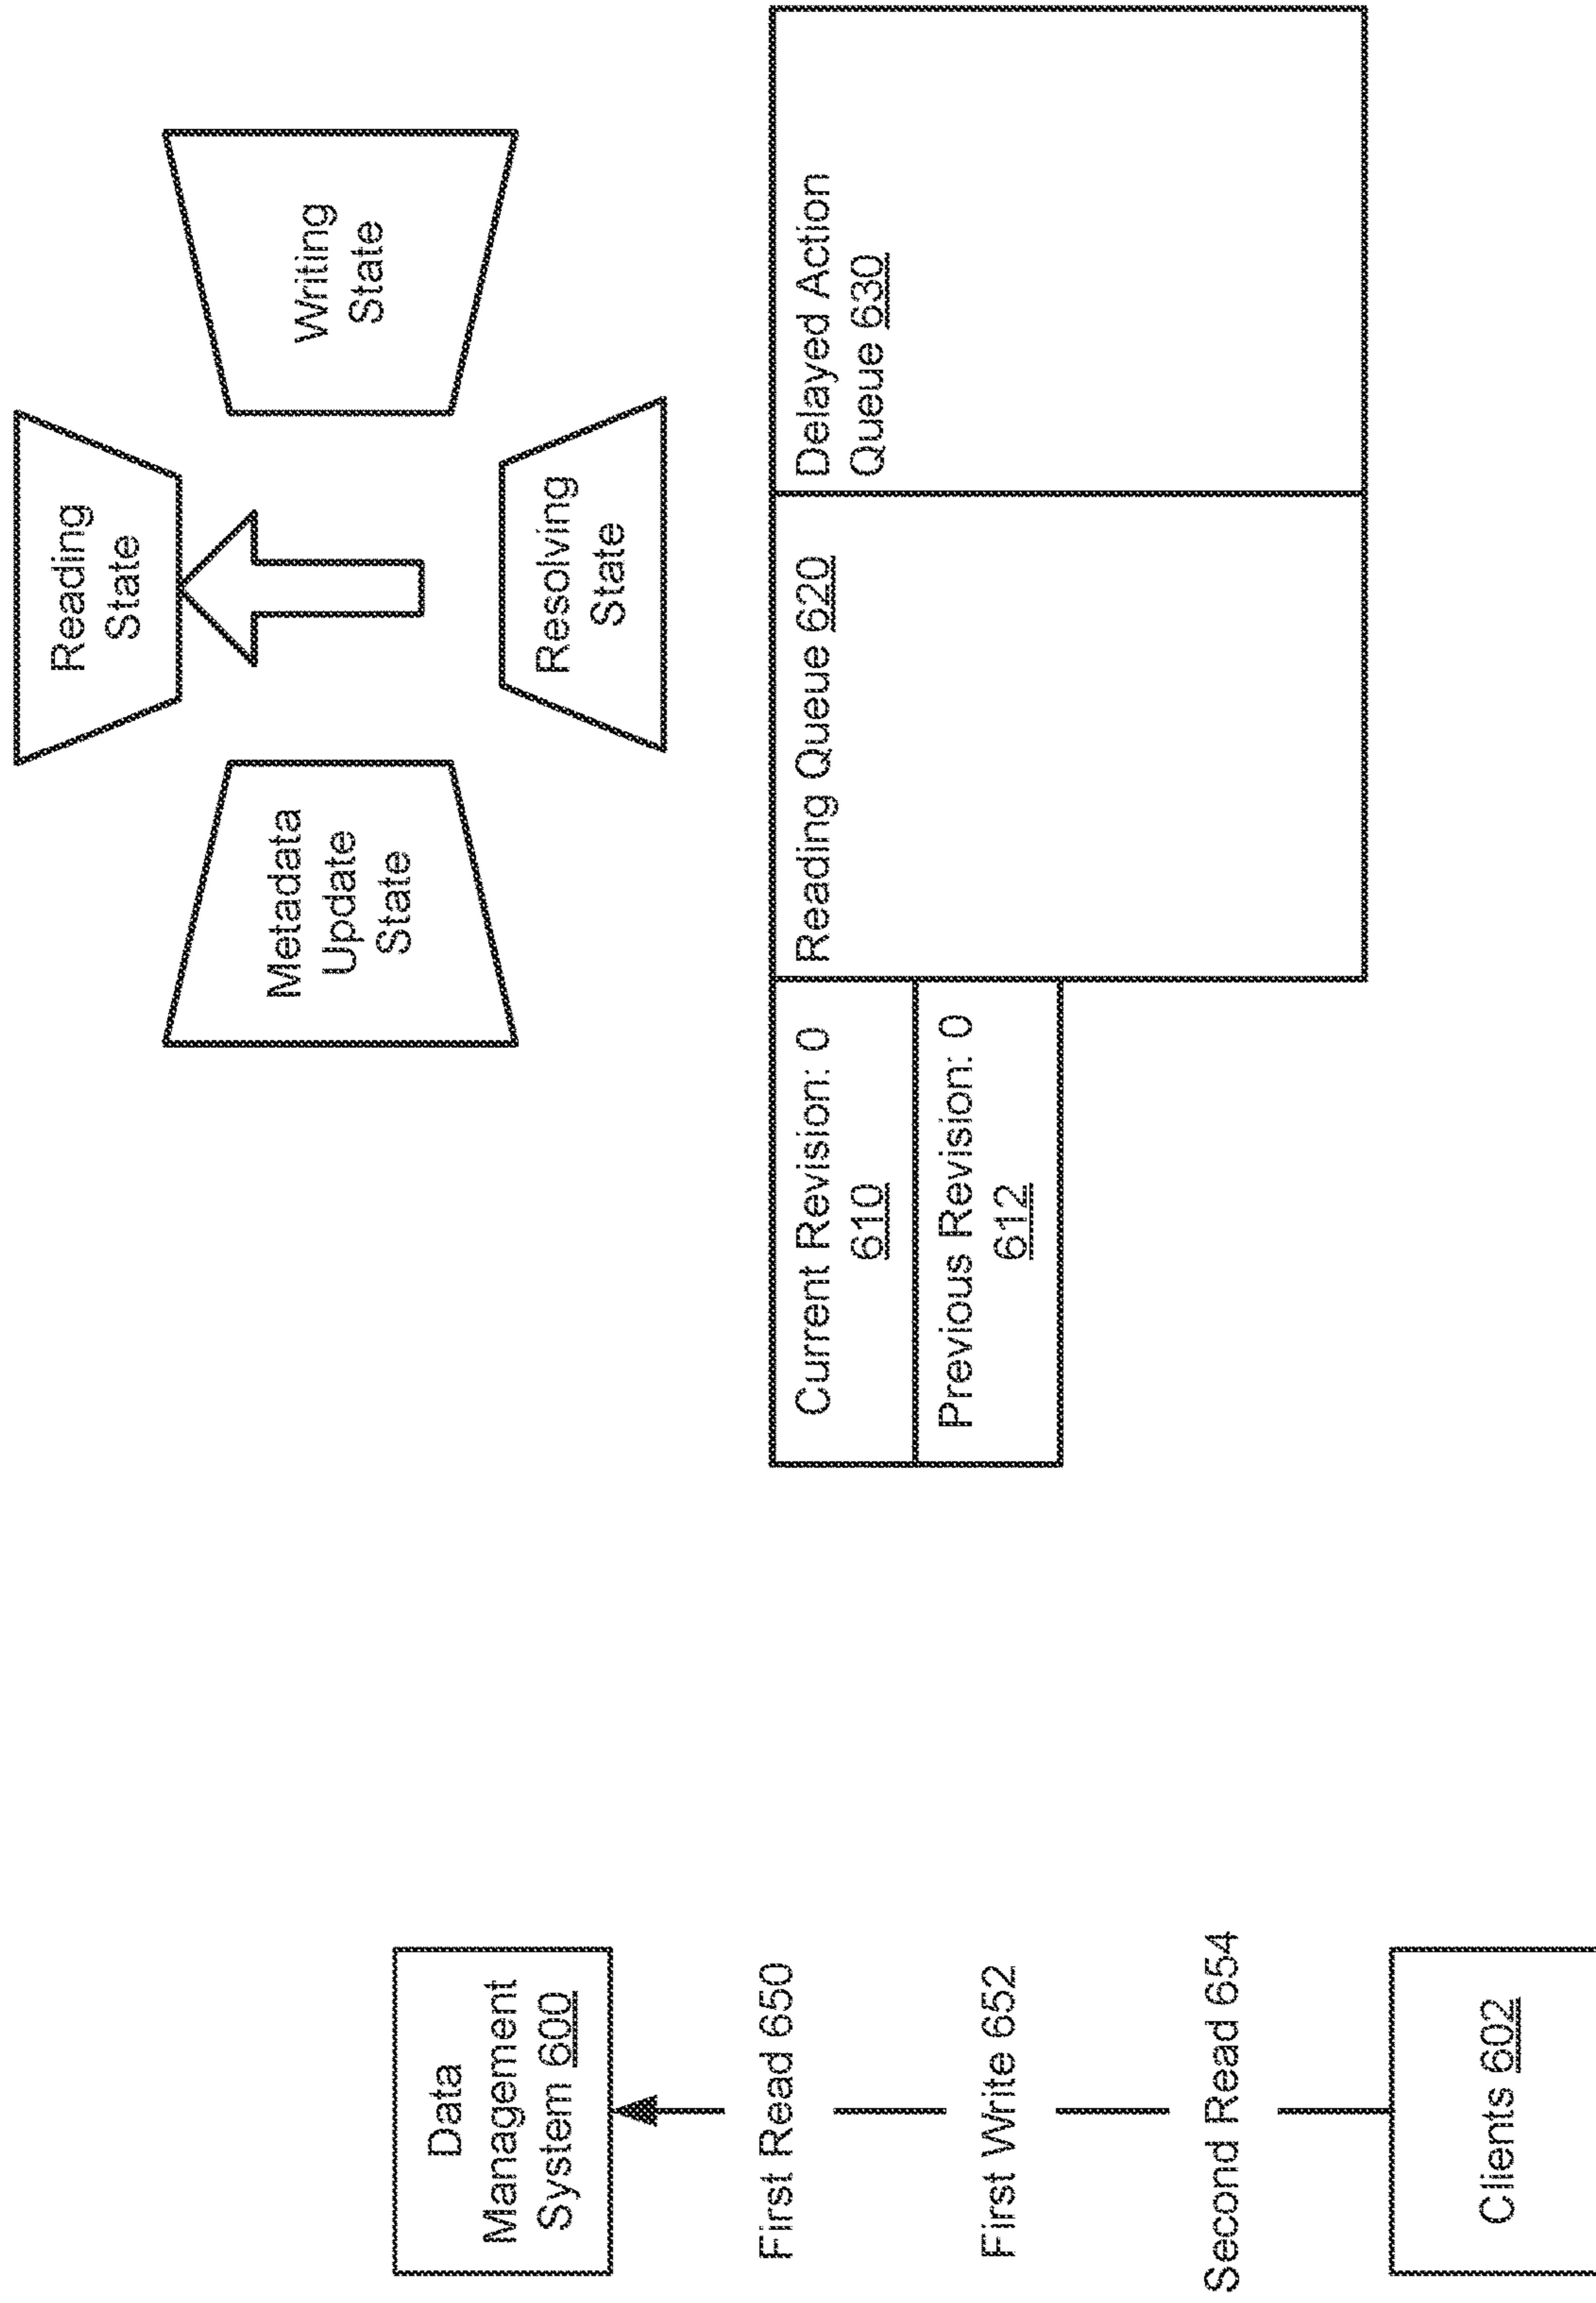 Data
Management
System 600
First Read 650
First Write 652
Second Read 654
Clients 602
Reading
State
Metadata
Update
State
Writing
State
Resolving
State
Current Revision: 0
610
Previous Revision: 0
612
Reading Queue 620
Delayed Action
Queue 630